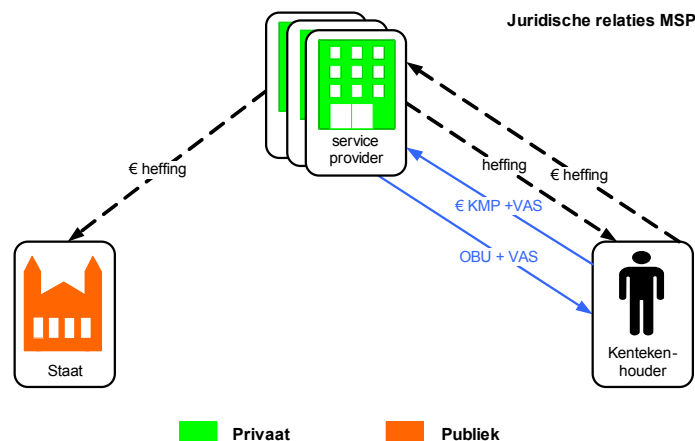 Juridische relaties MSP
service
provider
€ heffing
heffing
€ heffing
€ KMP +VAS
OBU + VAS
Staat
Kenteken-
houder
Privaat
Publiek